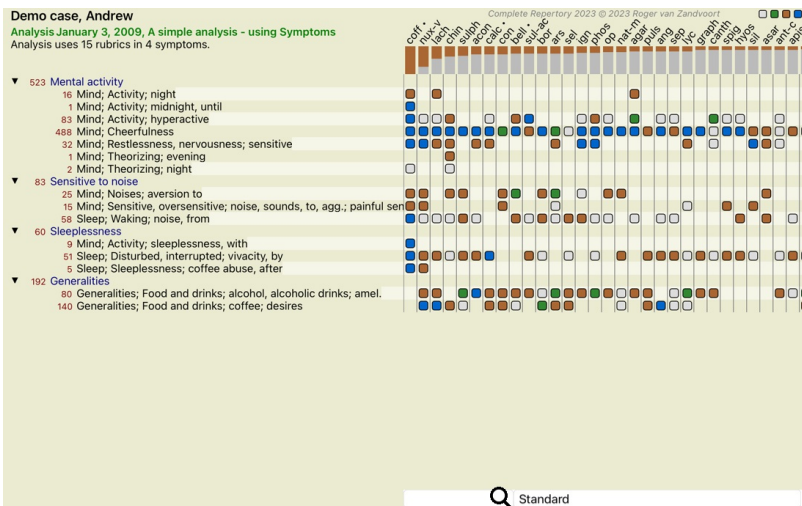 Demo case, Andrew
Complete Repertory 2023 © 2023 Roger van Zandvoort
Analysis January 3, 2009, A simple analysis - using Symptoms
Analysis uses 15 rubrics in 4 symptoms.
coff • nux-v lach chin sulph acon calc • con bell • sul-ac bor ars sel ign phos op nat-m agar puls ang sep lyc graph canth spig hyos sil asar ant-c apis
▼ 523 Mental activity
16 Mind; Activity; night
1 Mind; Activity; midnight, until
83 Mind; Activity; hyperactive
488 Mind; Cheerfulness
32 Mind; Restlessness, nervousness; sensitive
1 Mind; Theorizing; evening
2 Mind; Theorizing; night
▼ 83 Sensitive to noise
25 Mind; Noises; aversion to
15 Mind; Sensitive, oversensitive; noise, sounds, to, agg.; painful sen
58 Sleep; Waking; noise, from
▼ 60 Sleeplessness
9 Mind; Activity; sleeplessness, with
51 Sleep; Disturbed, interrupted; vivacity, by
5 Sleep; Sleeplessness; coffee abuse, after
▼ 192 Generalities
80 Generalities; Food and drinks; alcohol, alcoholic drinks; amel.
140 Generalities; Food and drinks; coffee; desires
Standard